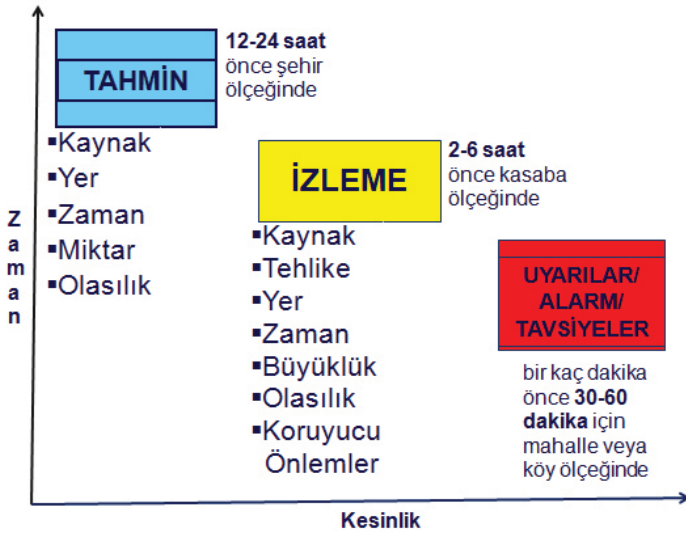 TAHMİN
12-24 saat
önce şehir
ölçeğinde
▪Kaynak
▪Yer
▪Zaman
▪Miktar
▪Olasılık
İZLEME
2-6 saat
önce kasaba
ölçeğinde
▪Kaynak
▪Tehlike
▪Yer
▪Zaman
▪Büyüklük
▪Olasılık
▪Koruyucu
Önlemler
UYARILAR/
ALARM/
TAVSİYELER
bir kaç dakika
önce 30-60
dakika için
mahalle veya
köy ölçeğinde
Zaman
Kesinlik